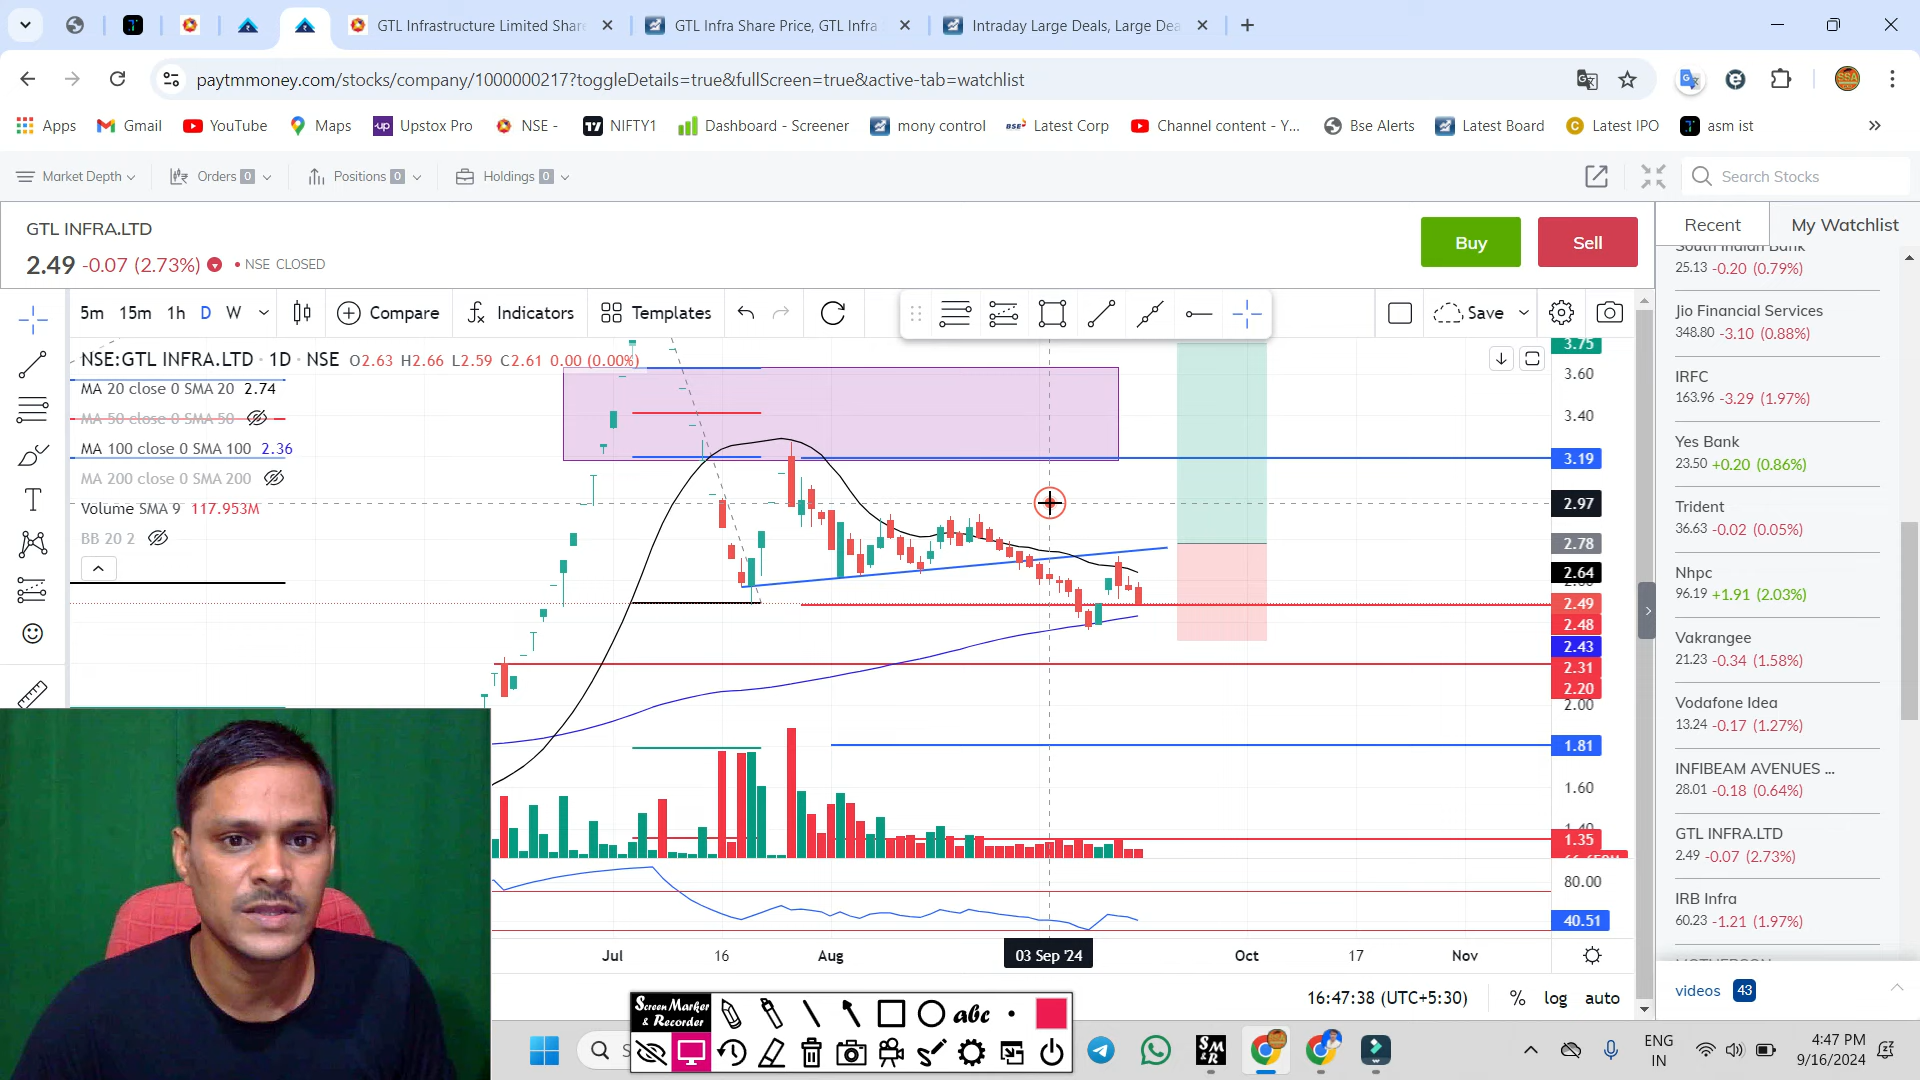 GTL Infrastructure Limited Share
GTL Infra Share Price, GTL Infra
Intraday Large Deals, Large Dea
paytmmoney.com/stocks/company/1000000217?toggleDetails=true&fullScreen=true&active-tab=watchlist
Apps
Gmail
YouTube
Maps
Upstox Pro
NSE -
NIFTY1
Dashboard - Screener
mony control
Latest Corp
Channel content - Y...
Bse Alerts
Latest Board
Latest IPO
asm ist
Market Depth
Orders 0
Positions 0
Holdings 0
Search Stocks
GTL INFRA.LTD
2.49 -0.07 (2.73%) • NSE CLOSED
Buy
Sell
Recent
My Watchlist
5m 15m 1h D W
Compare
Indicators
Templates
Save
NSE:GTL INFRA.LTD · 1D · NSE O2.63 H2.66 L2.59 C2.61 0.00 (0.00%)
MA 20 close 0 SMA 20 2.74
MA 50 close 0 SMA 50
MA 100 close 0 SMA 100 2.36
MA 200 close 0 SMA 200
Volume SMA 9 117.953M
BB 20 2
3.75
3.60
3.40
3.19
2.97
2.78
2.64
2.49
2.48
2.43
2.31
2.20
2.00
1.81
1.60
1.40
1.35
80.00
40.51
Jul
16
Aug
03 Sep '24
Oct
17
Nov
16:47:38 (UTC+5:30)
% log auto
South Indian Bank
25.13 -0.20 (0.79%)
Jio Financial Services
348.80 -3.10 (0.88%)
IRFC
163.96 -3.29 (1.97%)
Yes Bank
23.50 +0.20 (0.86%)
Trident
36.63 -0.02 (0.05%)
Nhpc
96.19 +1.91 (2.03%)
Vakrangee
21.23 -0.34 (1.58%)
Vodafone Idea
13.24 -0.17 (1.27%)
INFIBEAM AVENUES ...
28.01 -0.18 (0.64%)
GTL INFRA.LTD
2.49 -0.07 (2.73%)
IRB Infra
60.23 -1.21 (1.97%)
videos 43
Screen Marker
& Recorder
abc
S
SM
&R
ENG
IN
4:47 PM
9/16/2024